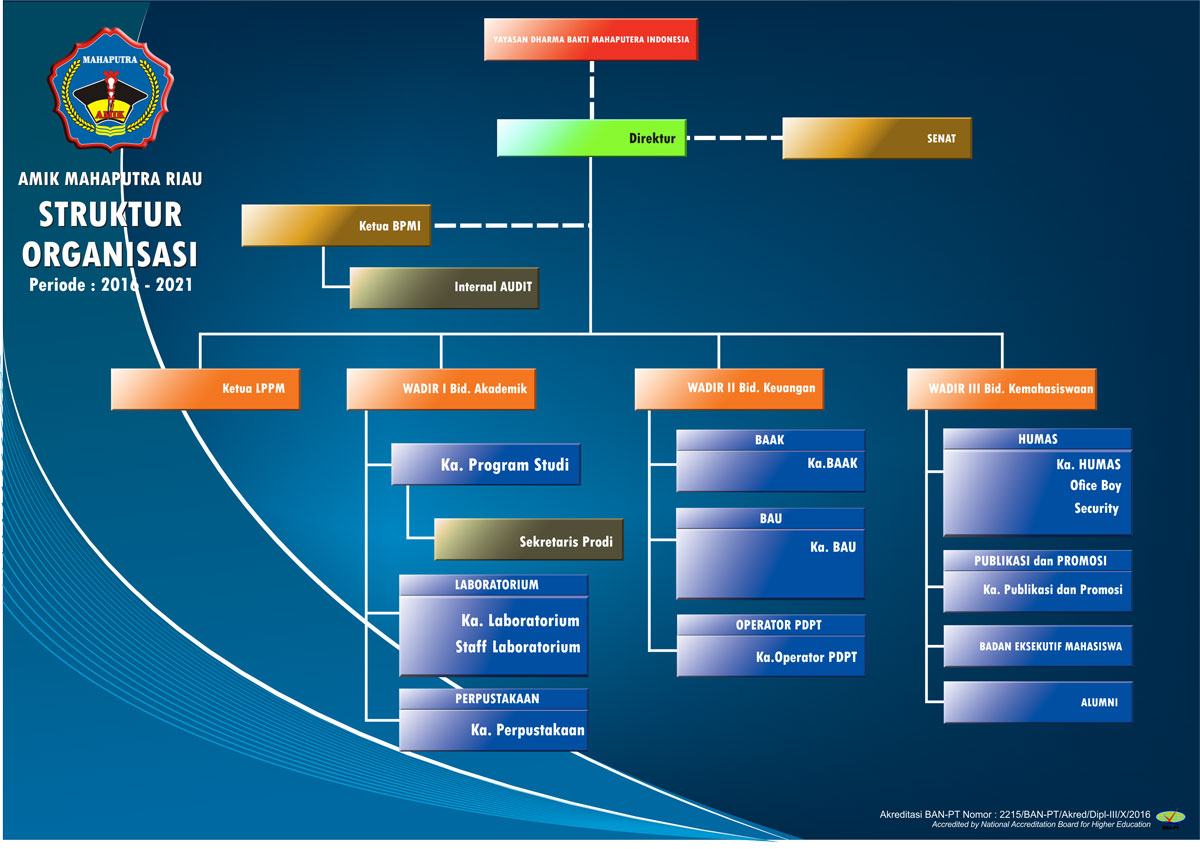 MAHAPUTRA
AMIK
AMIK MAHAPUTRA RIAU
STRUKTUR
ORGANISASI
Periode : 2016 - 2021
YAYASAN DHARMA BAKTI MAHAPUTERA INDONESIA
Direktur
SENAT
Ketua BPMI
Internal AUDIT
Ketua LPPM
WADIR I Bid. Akademik
Ka. Program Studi
Sekretaris Prodi
LABORATORIUM
Ka. Laboratorium
Staff Laboratorium
PERPUSTAKAAN
Ka. Perpustakaan
WADIR II Bid. Keuangan
BAAK
Ka.BAAK
BAU
Ka. BAU
OPERATOR PDPT
Ka.Operator PDPT
WADIR III Bid. Kemahasiswaan
HUMAS
Ka. HUMAS
Ofice Boy
Security
PUBLIKASI dan PROMOSI
Ka. Publikasi dan Promosi
BADAN EKSEKUTIF MAHASISWA
ALUMNI
Akreditasi BAN-PT Nomor : 2215/BAN-PT/Akred/Dipl-III/X/2016
Accredited by National Accreditation Board for Higher Education
BAN-PT